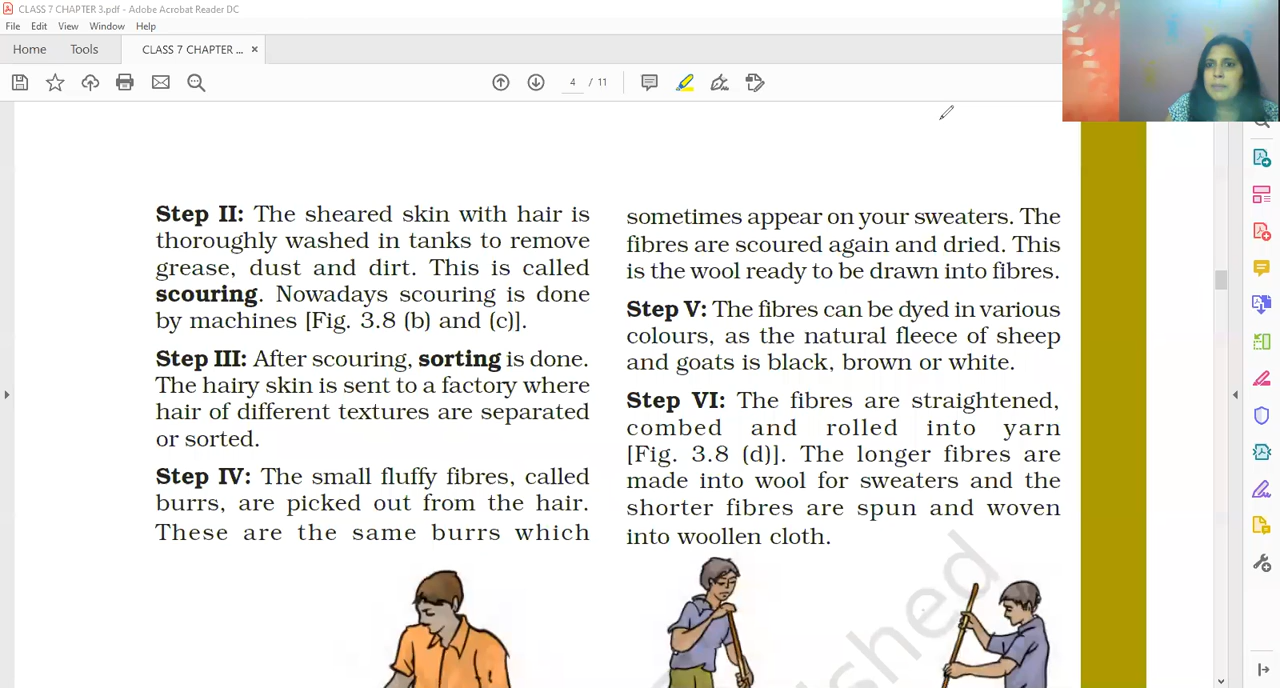 CLASS 7 CHAPTER 3.pdf - Adobe Acrobat Reader DC
File Edit View Window Help
Home Tools CLASS 7 CHAPTER ... ×
4 / 11
Step II: The sheared skin with hair is
thoroughly washed in tanks to remove
grease, dust and dirt. This is called
scouring. Nowadays scouring is done
by machines [Fig. 3.8 (b) and (c)].
Step III: After scouring, sorting is done.
The hairy skin is sent to a factory where
hair of different textures are separated
or sorted.
Step IV: The small fluffy fibres, called
burrs, are picked out from the hair.
These are the same burrs which
sometimes appear on your sweaters. The
fibres are scoured again and dried. This
is the wool ready to be drawn into fibres.
Step V: The fibres can be dyed in various
colours, as the natural fleece of sheep
and goats is black, brown or white.
Step VI: The fibres are straightened,
combed and rolled into yarn
[Fig. 3.8 (d)]. The longer fibres are
made into wool for sweaters and the
shorter fibres are spun and woven
into woollen cloth.